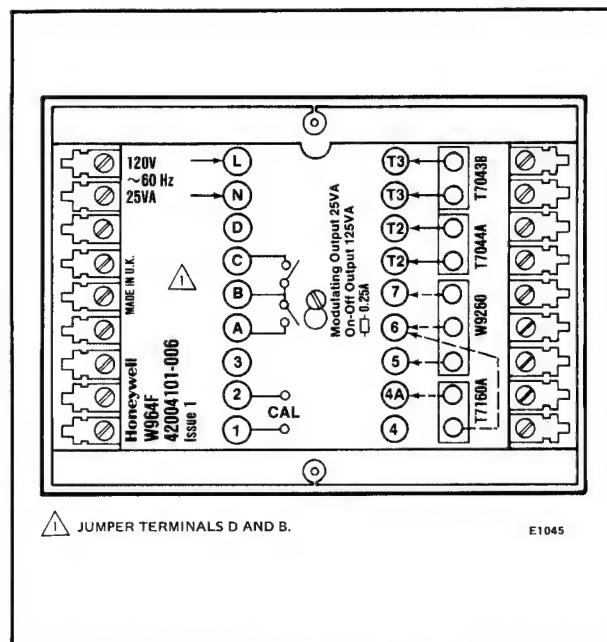 120V
~60 Hz
25VA
MADE IN U.K.
Honeywell
W964F
42004101-006
Issue 1
L
N
D
C
B
A
3
2
1
CAL
1
Modulating Output 25VA
On-Off Output 125VA
0.25A
T3
T3
T2
T2
7
6
5
4A
4
T7043B
T7044A
W9260
T7160A
1 JUMPER TERMINALS D AND B.
E1045